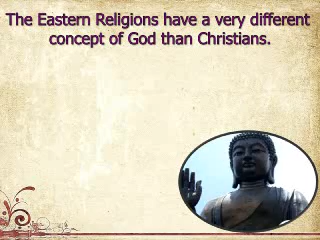 The Eastern Religions have a very different
concept of God than Christians.